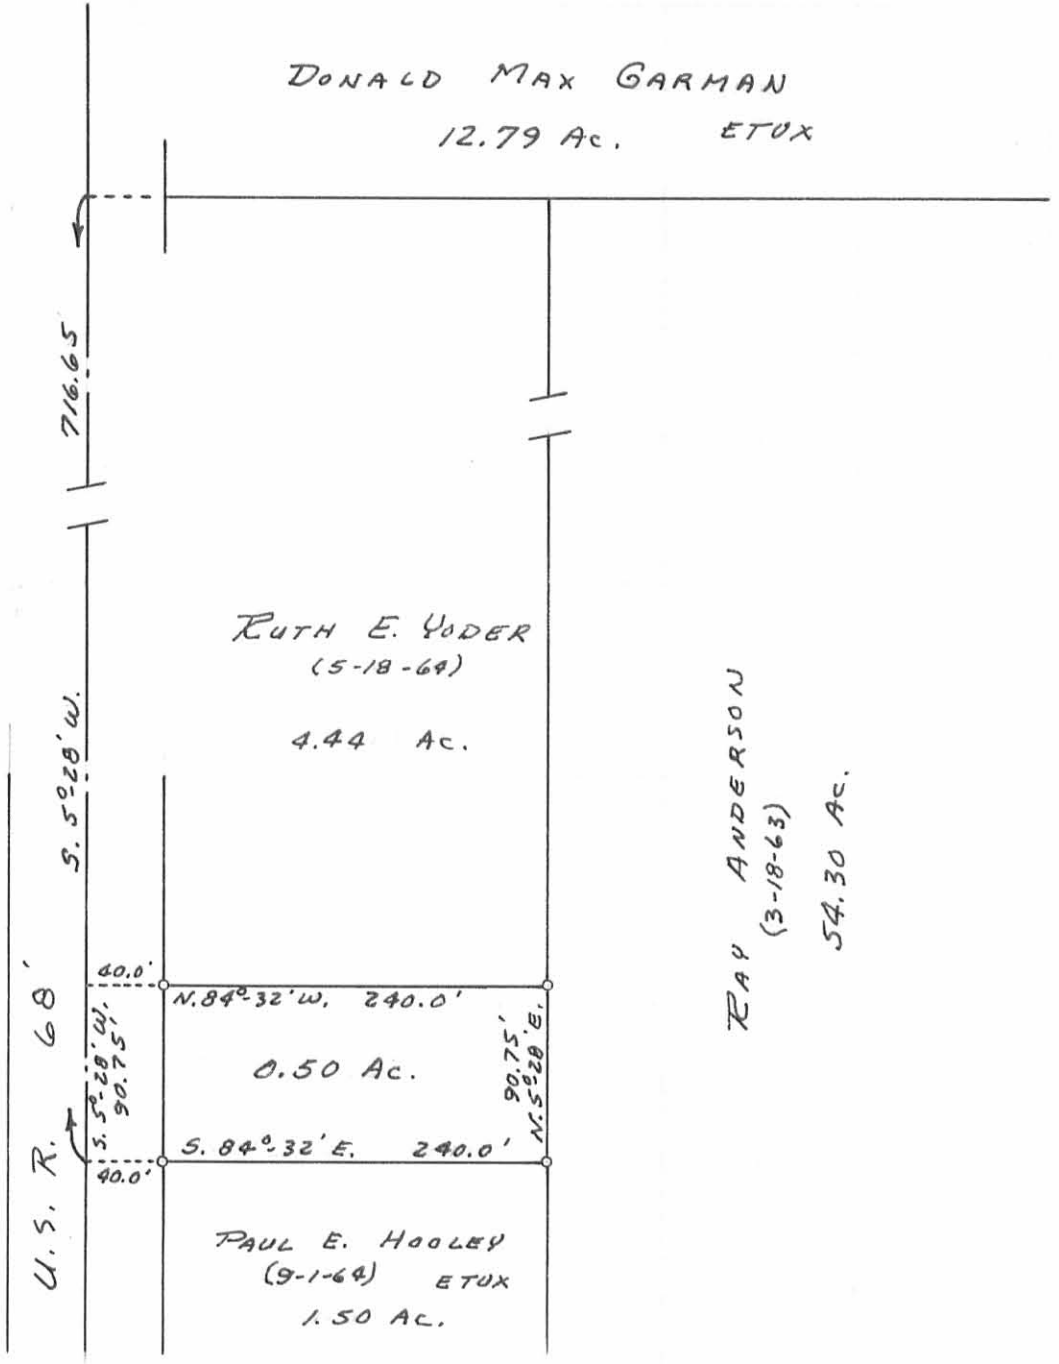 DONALD MAX GARMAN
12.79 Ac. ETUX
716.65
S. 5°-28' W.
RUTH E. YODER
(5-18-64)
4.44 Ac.
RAY ANDERSON
(3-18-63)
54.30 Ac.
U.S.R. 68'
40.0'
N. 84°-32' W. 240.0'
S. 5°-28' W.
90.75'
0.50 Ac.
90.75'
N. 5°-28' E.
S. 84°-32' E. 240.0'
40.0'
PAUL E. HOOLEY
(9-1-64) ETUX
1.50 AC.